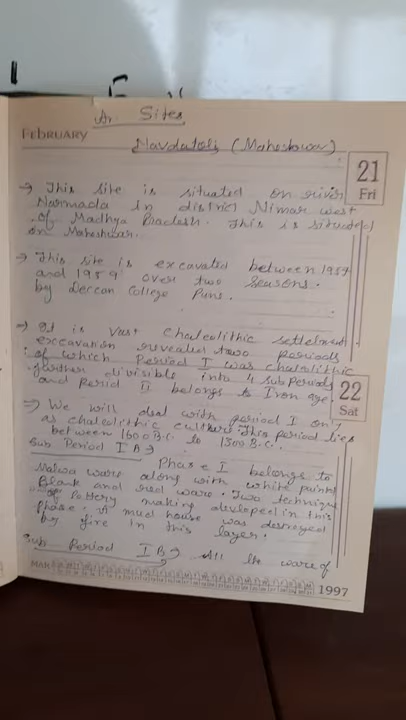 Ar. Sites
FEBRUARY
Navdatoli (Maheshwar)
21
Fri
→ This site is situated on river
Narmada in district Nimar west
of Madhya Pradesh. This is situated
on Maheshwar.
→ This site is excavated between 1957
and 1959 over two seasons.
by Deccan College Pune.
→ It is vast chalcolithic settlement
excavation revealed two periods
of which Period I was chalcolithic
further divisible into 4 sub periods
and Period II belongs to Iron age.
22
Sat
→ We will deal with period I only
as chalcolithic culture. This period lies
between 1600 B.C. to 1300 B.C.
Sub Period I A →
Phase I belongs to
Malwa ware along with white painted
Blank and red ware. Two technique
of Pottery making developed in this
phase. A mud house was destroyed
by fire in this layer.
Sub Period I B → All the ware of
MAR
1997